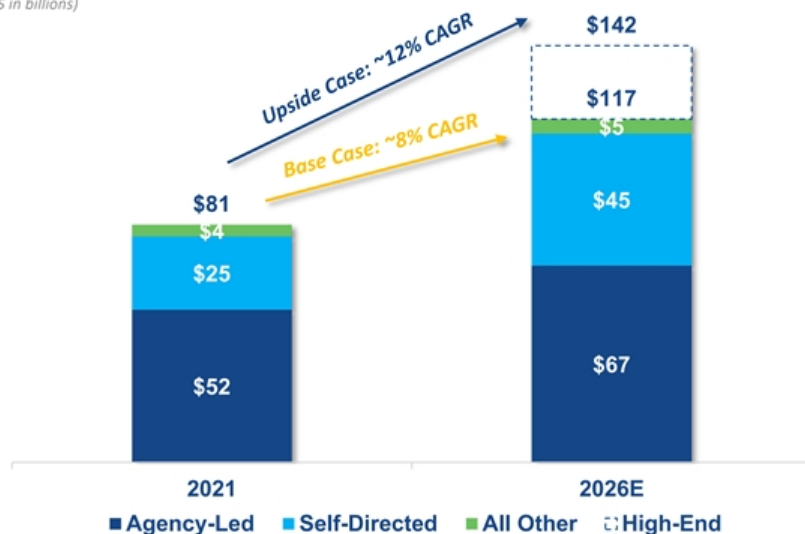 $ in billions)
Upside Case: ~12% CAGR
Base Case: ~8% CAGR
$142
$117
$5
$45
$67
$81
$4
$25
$52
2021
2026E
Agency-Led
Self-Directed
All Other
High-End